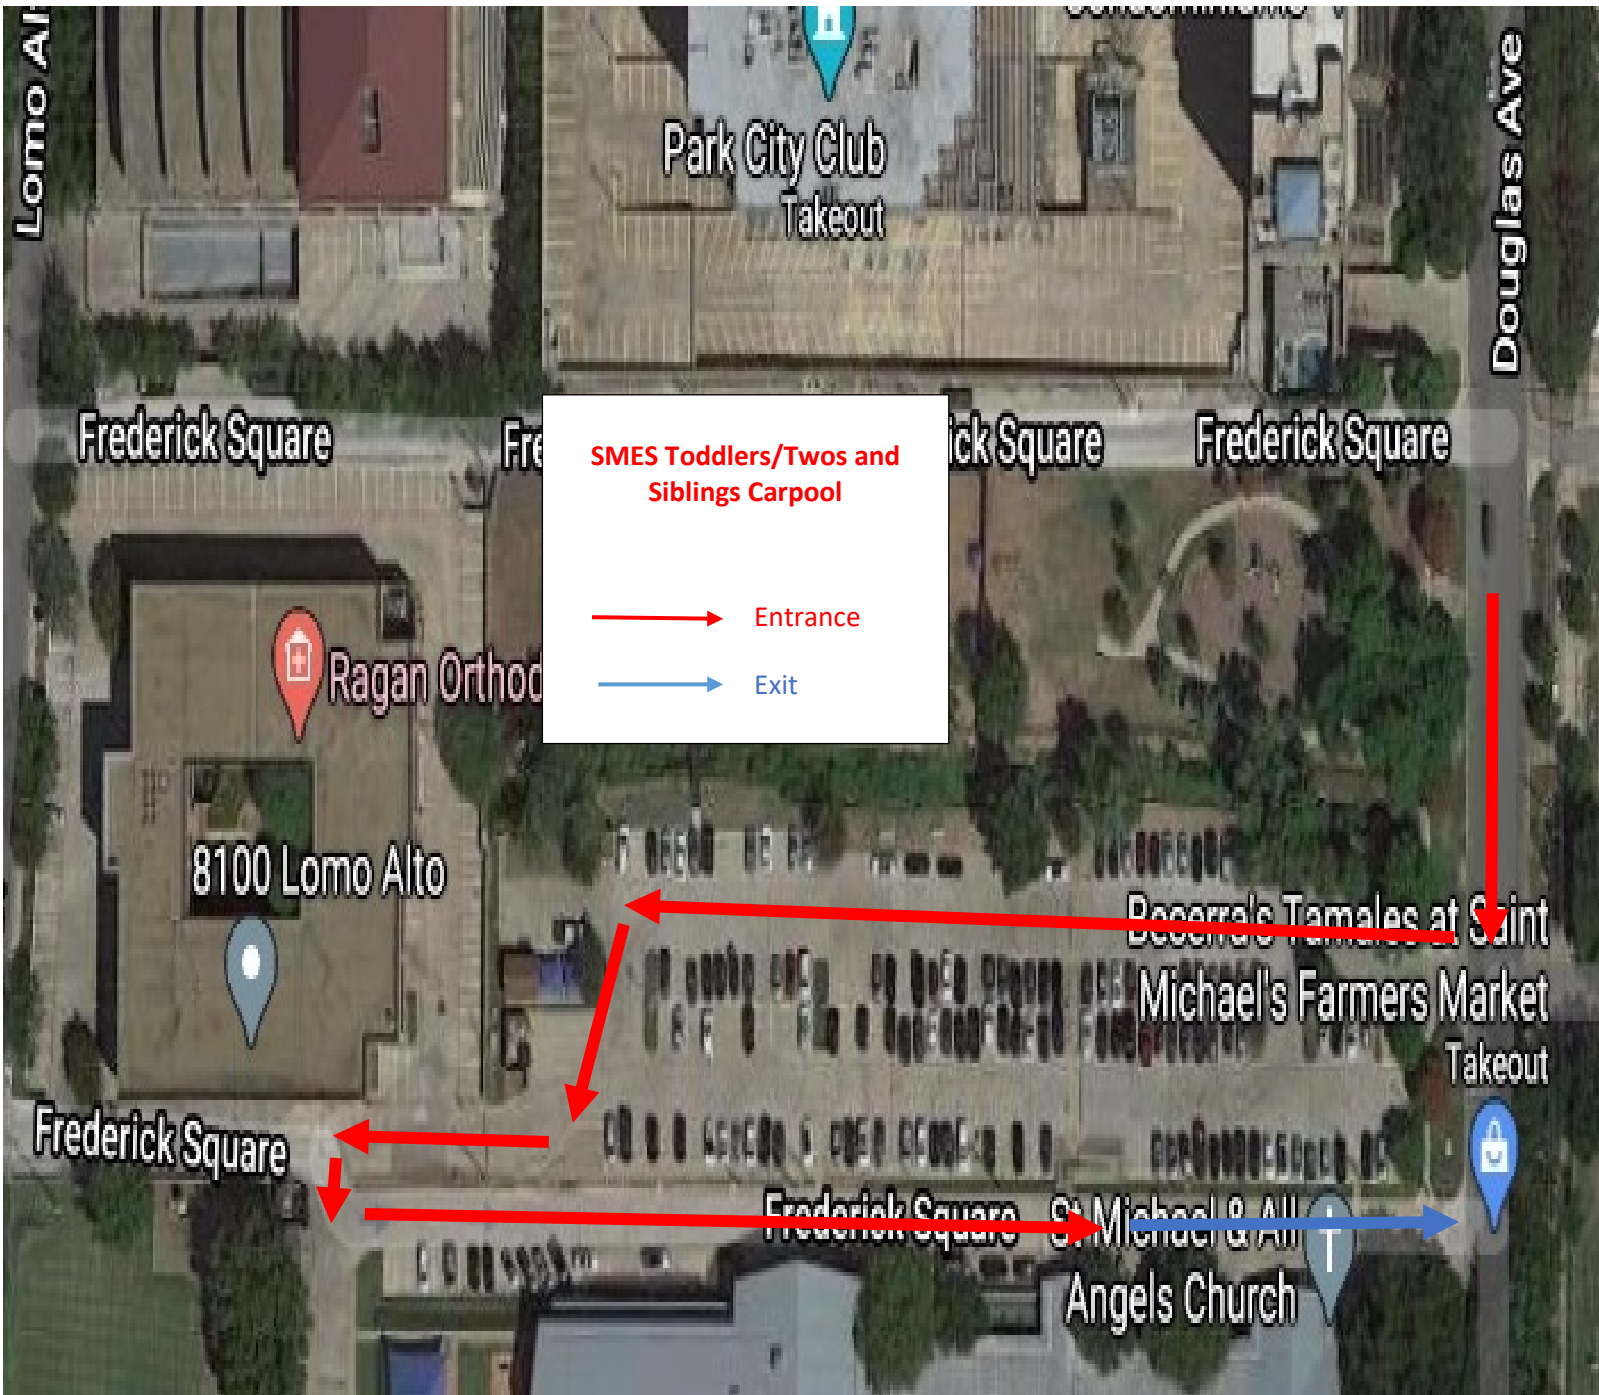 Lomo Al
Park City Club
Takeout
Douglas Ave
Frederick Square
Fre
ick Square
Frederick Square
SMES Toddlers/Twos and
Siblings Carpool
Entrance
Exit
Ragan Orthod
8100 Lomo Alto
Becerra's Tamales at Saint
Michael's Farmers Market
Takeout
Frederick Square
Frederick Square
St Michael & All
Angels Church